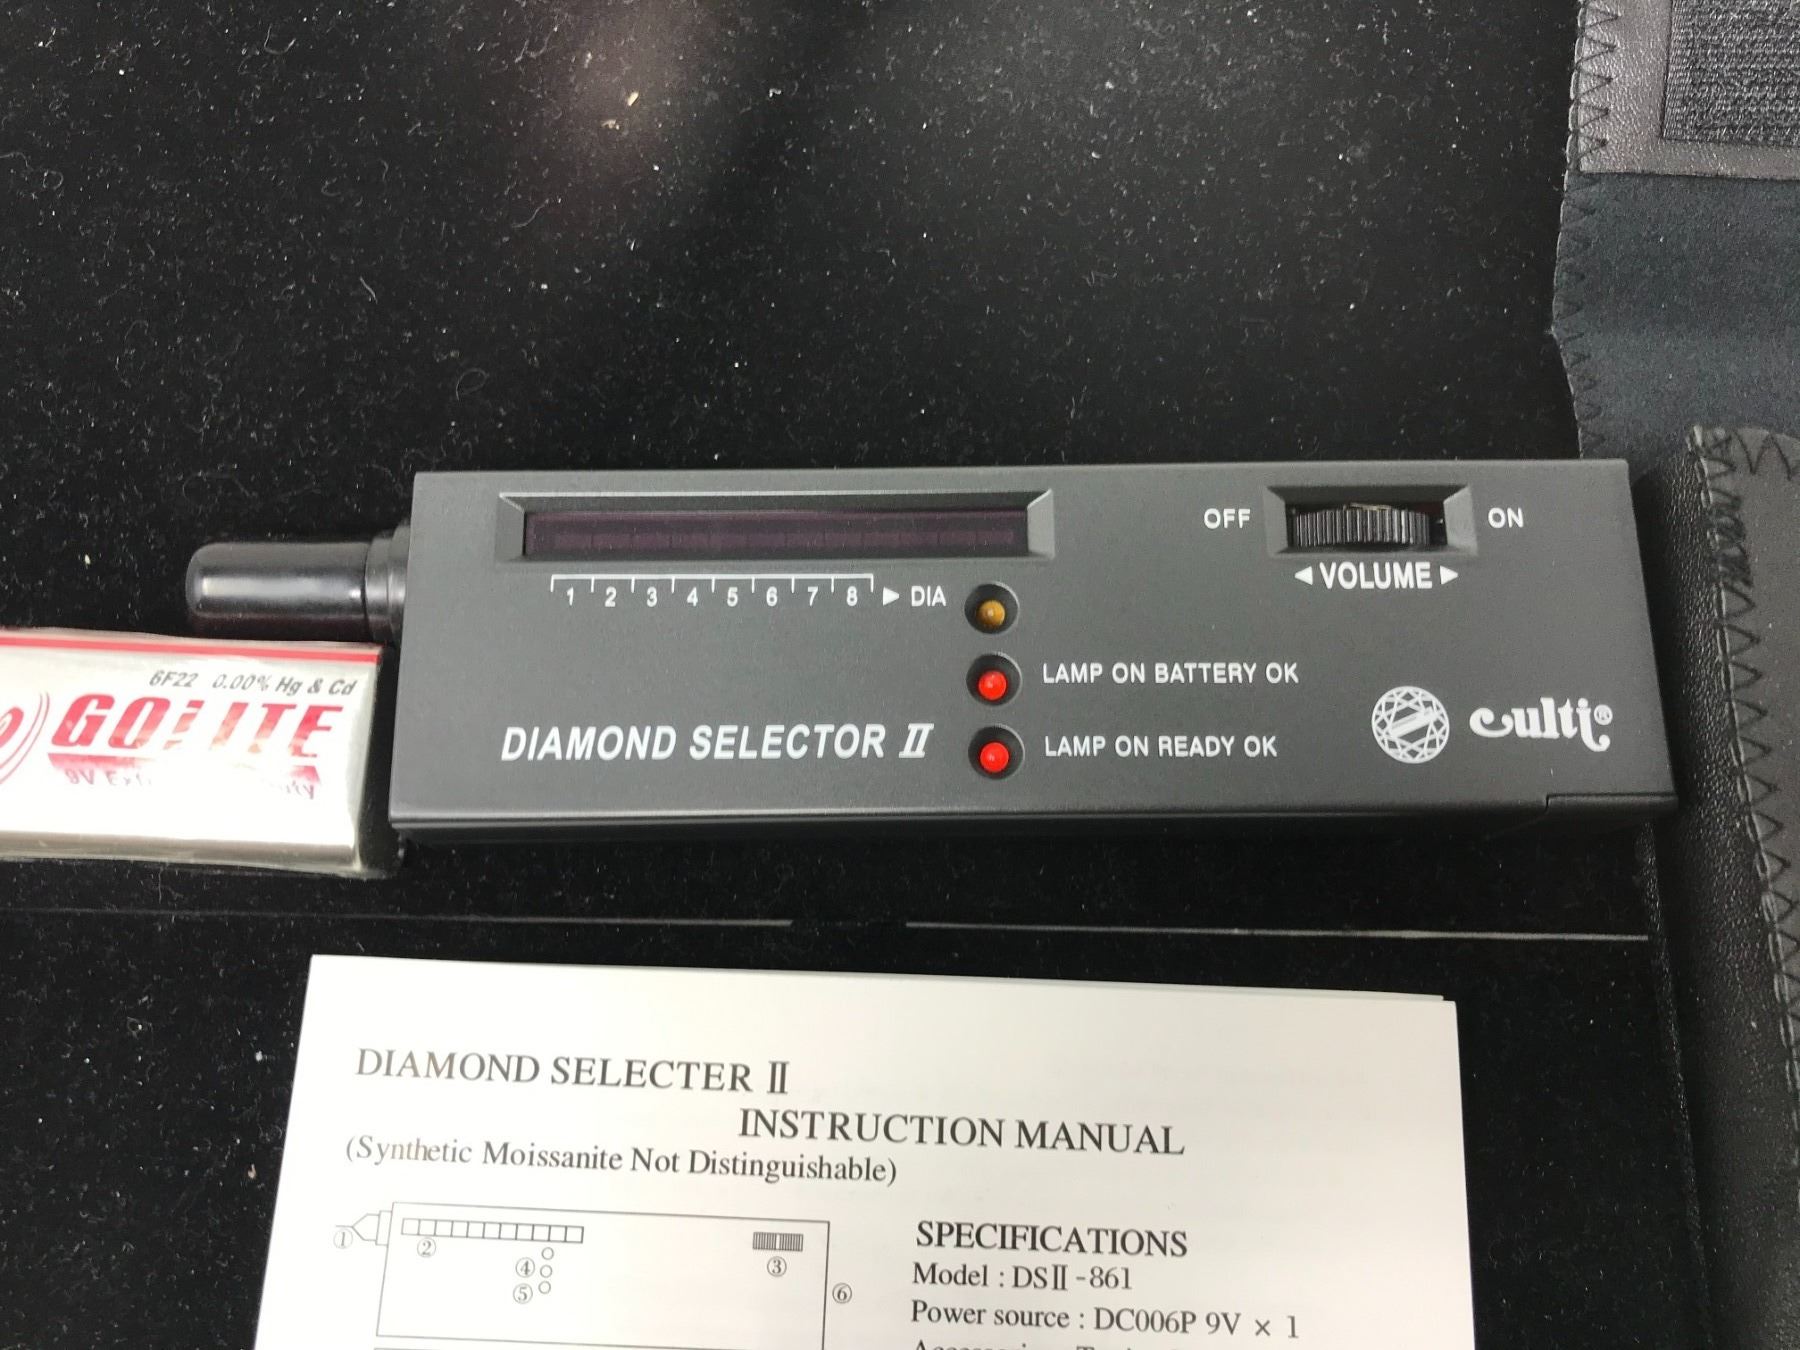 OFF
ON
◄ VOLUME ►
1 2 3 4 5 6 7 8 ► DIA
LAMP ON BATTERY OK
DIAMOND SELECTOR II
LAMP ON READY OK
culti®
6F22 0.00% Hg & Cd
GOLITE
9V
DIAMOND SELECTER II
INSTRUCTION MANUAL
(Synthetic Moissanite Not Distinguishable)
① ② ③ ④ ⑤ ⑥
SPECIFICATIONS
Model : DSII-861
Power source : DC006P 9V × 1